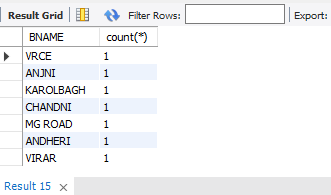 Result Grid Filter Rows: Export:
BNAME count(*)
VRCE 1
ANJNI 1
KAROLBAGH 1
CHANDNI 1
MG ROAD 1
ANDHERI 1
VIRAR 1
Result 15 ×